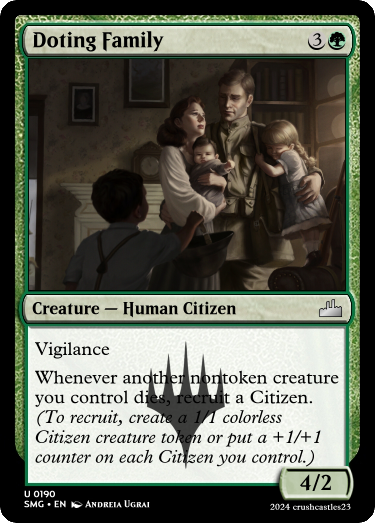 Doting Family 3
Creature — Human Citizen
Vigilance
Whenever another nontoken creature
you control dies, recruit a Citizen.
(To recruit, create a 1/1 colorless
Citizen creature token or put a +1/+1
counter on each Citizen you control.)
4/2
U 0190
SMG • EN Andreia Ugrai
2024 crushcastles23